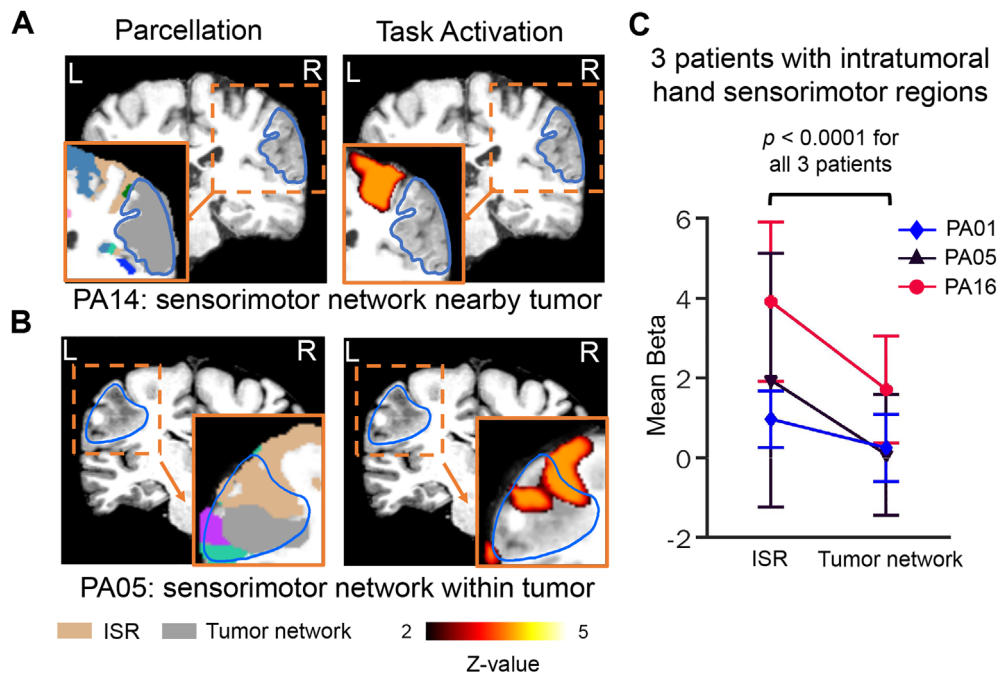 A
Parcellation
Task Activation
L
R
L
R
PA14: sensorimotor network nearby tumor
B
L
R
L
R
PA05: sensorimotor network within tumor
ISR
Tumor network
2
5
Z-value
C
3 patients with intratumoral
hand sensorimotor regions
p < 0.0001 for
all 3 patients
PA01
PA05
PA16
Mean Beta
6
4
2
0
-2
ISR
Tumor network